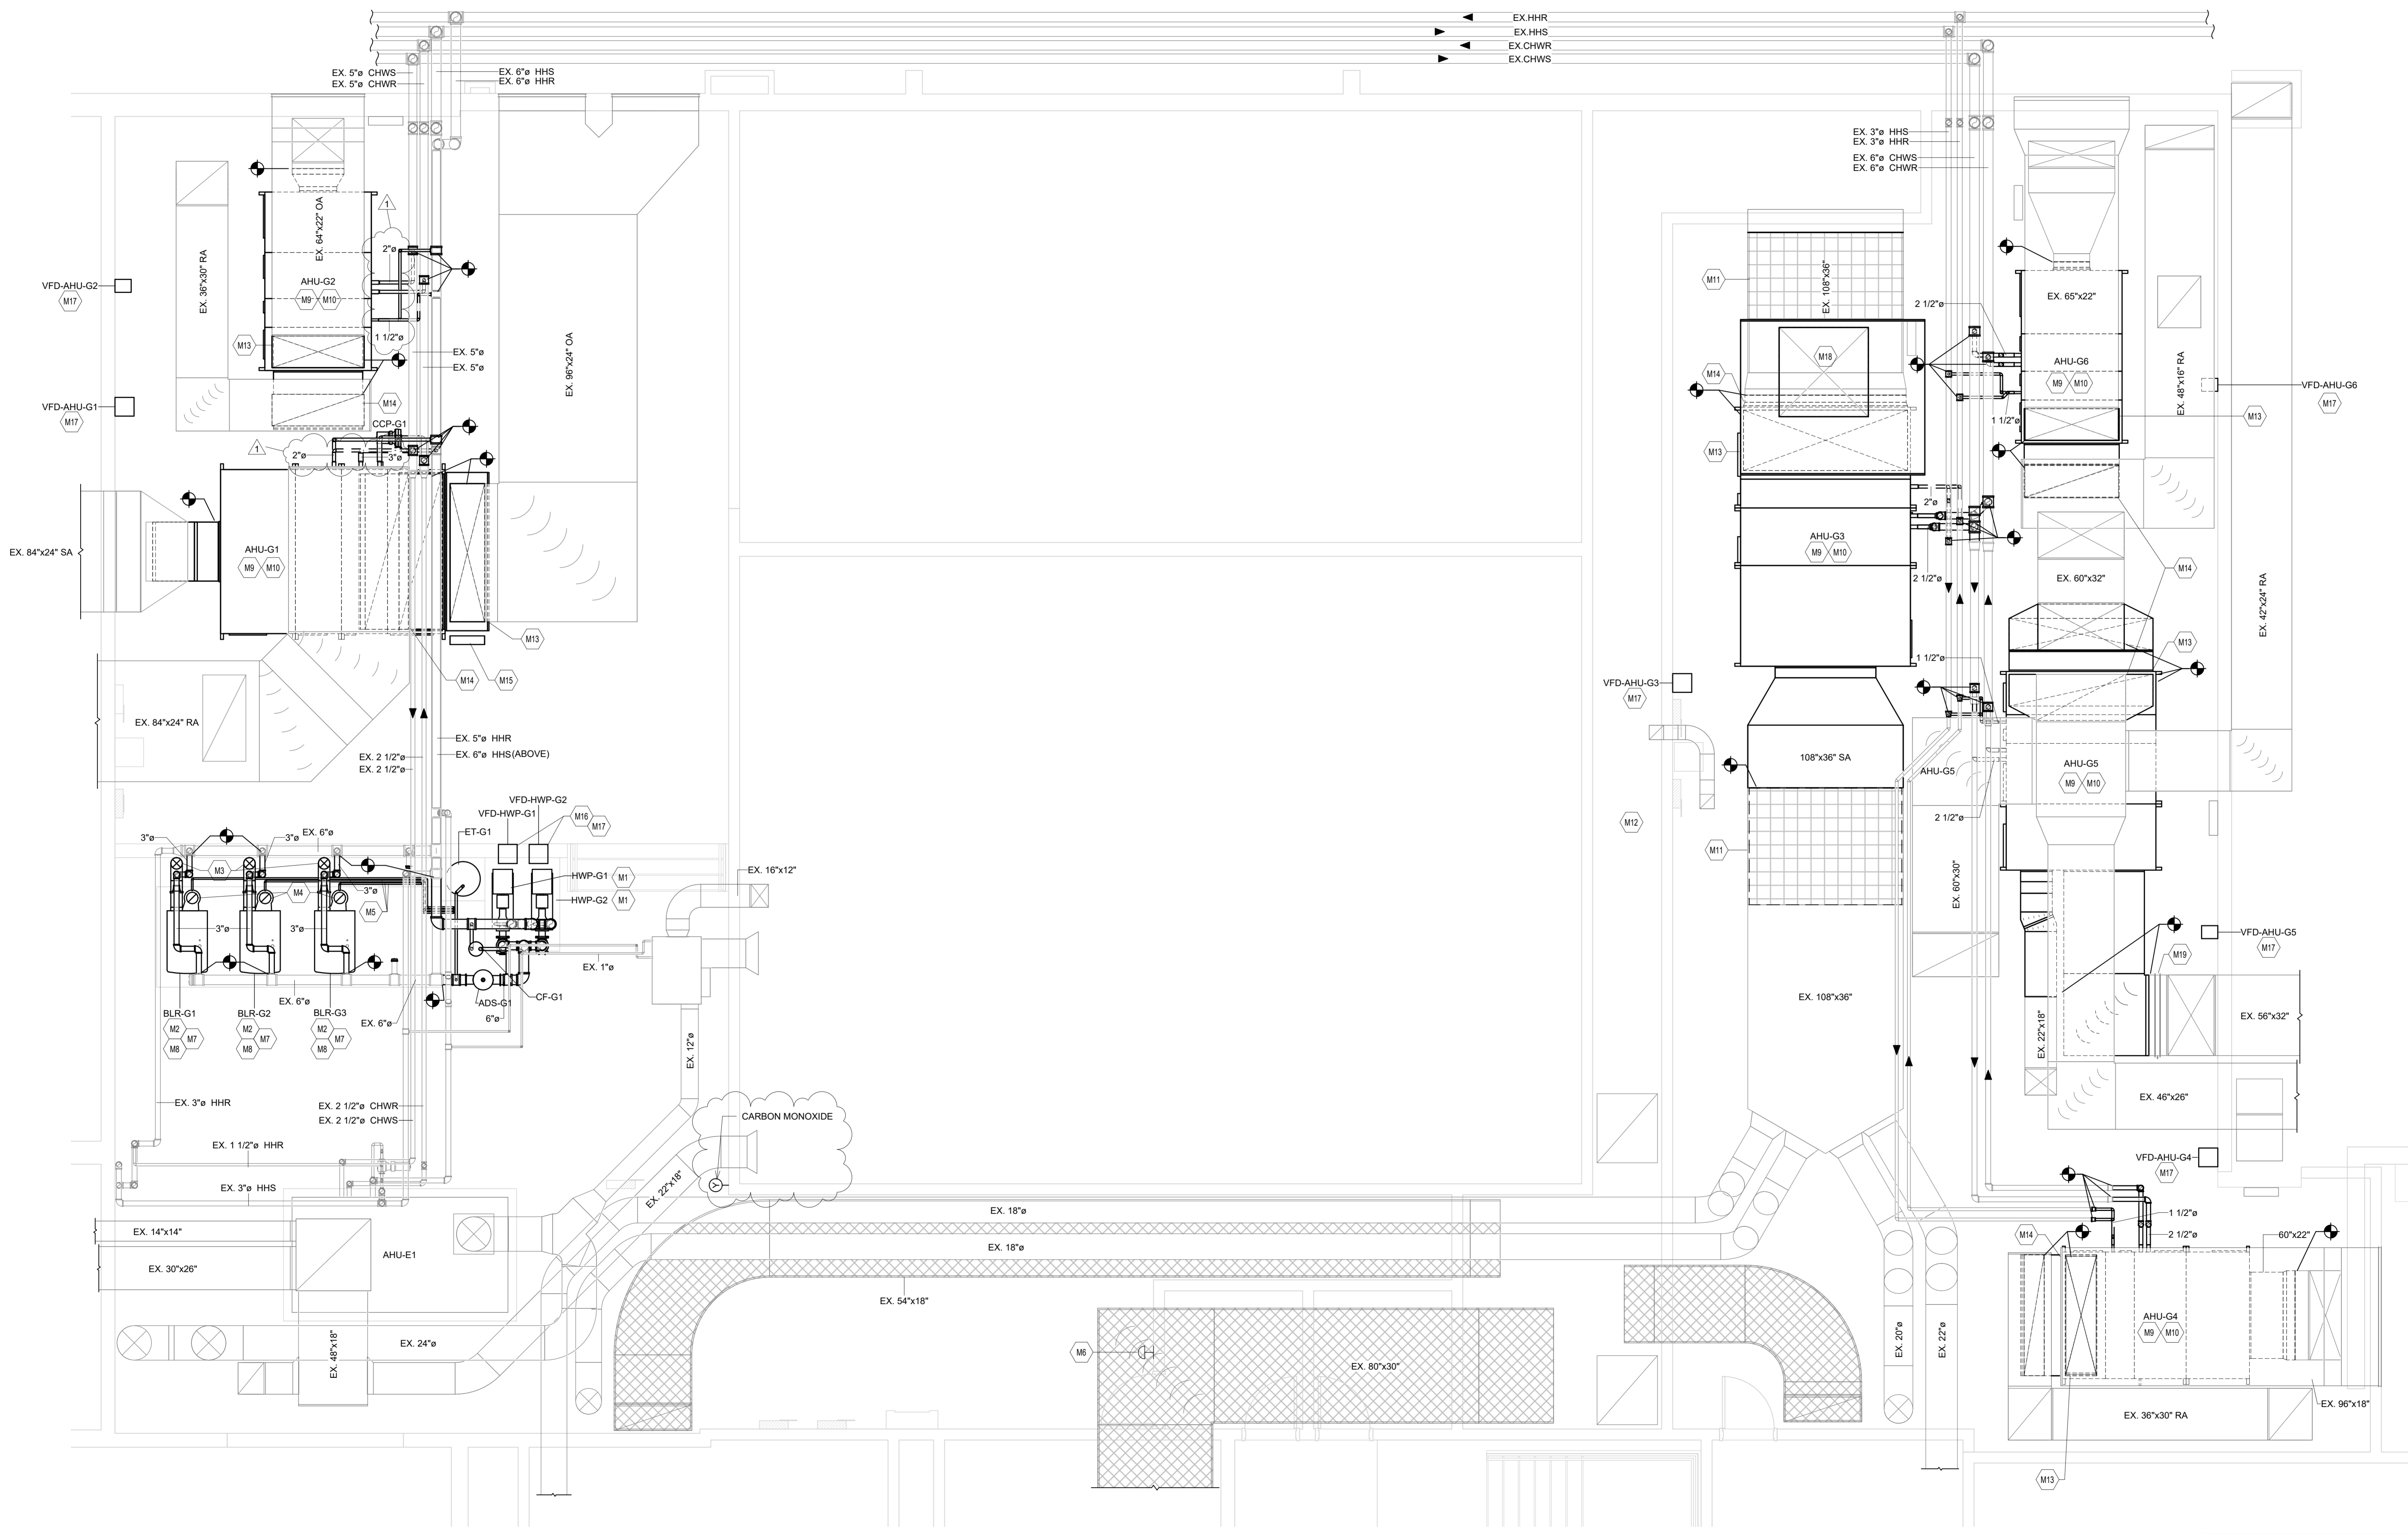 EX.HHR
EX.HHS
EX.CHWR
EX.CHWS
EX. 5"ø CHWS
EX. 5"ø CHWR
EX. 6"ø HHS
EX. 6"ø HHR
EX. 3"ø HHS
EX. 3"ø HHR
EX. 6"ø CHWS
EX. 6"ø CHWR
EX. 36"x30" RA
EX. 64"x22" OA
1
2"ø
AHU-G2
M9
M10
VFD-AHU-G2
M17
1 1/2"ø
M13
EX. 5"ø
EX. 5"ø
EX. 96"x24" OA
VFD-AHU-G1
M17
M14
CCP-G1
1
2"ø
3"ø
EX. 84"x24" SA
AHU-G1
M9
M10
M13
M14
M15
EX. 84"x24" RA
EX. 5"ø HHR
EX. 6"ø HHS(ABOVE)
EX. 2 1/2"ø
EX. 2 1/2"ø
VFD-HWP-G2
VFD-HWP-G1
M16
M17
ET-G1
3"ø
3"ø
EX. 6"ø
M3
M4
3"ø
M5
HWP-G1
M1
HWP-G2
M1
EX. 16"x12"
3"ø
3"ø
EX. 1"ø
EX. 6"ø
ADS-G1
CF-G1
6"ø
EX. 6"ø
BLR-G1
M2
M7
M8
BLR-G2
M2
M7
M8
BLR-G3
M2
M7
M8
EX. 12"ø
EX. 3"ø HHR
EX. 2 1/2"ø CHWR
EX. 2 1/2"ø CHWS
EX. 1 1/2"ø HHR
EX. 3"ø HHS
CARBON MONOXIDE
Y
EX. 22"x18"
EX. 14"x14"
EX. 30"x26"
AHU-E1
EX. 18"ø
EX. 18"ø
EX. 54"x18"
EX. 24"ø
EX. 48"x18"
M6
EX. 80"x30"
M11
EX. 108"x36"
M18
M14
M13
2"ø
AHU-G3
M9
M10
2 1/2"ø
VFD-AHU-G3
M17
108"x36" SA
M12
M11
EX. 108"x36"
EX. 65"x22"
2 1/2"ø
AHU-G6
M9
M10
1 1/2"ø
EX. 48"x16" RA
VFD-AHU-G6
M17
M13
EX. 60"x32"
M14
EX. 42"x24" RA
M13
1 1/2"ø
AHU-G5
AHU-G5
M9
M10
2 1/2"ø
EX. 60"x30"
VFD-AHU-G5
M17
M19
EX. 56"x32"
EX. 22"x18"
EX. 46"x26"
VFD-AHU-G4
M17
1 1/2"ø
2 1/2"ø
60"x22"
M14
AHU-G4
M9
M10
EX. 20"ø
EX. 22"ø
EX. 96"x18"
EX. 36"x30" RA
M13